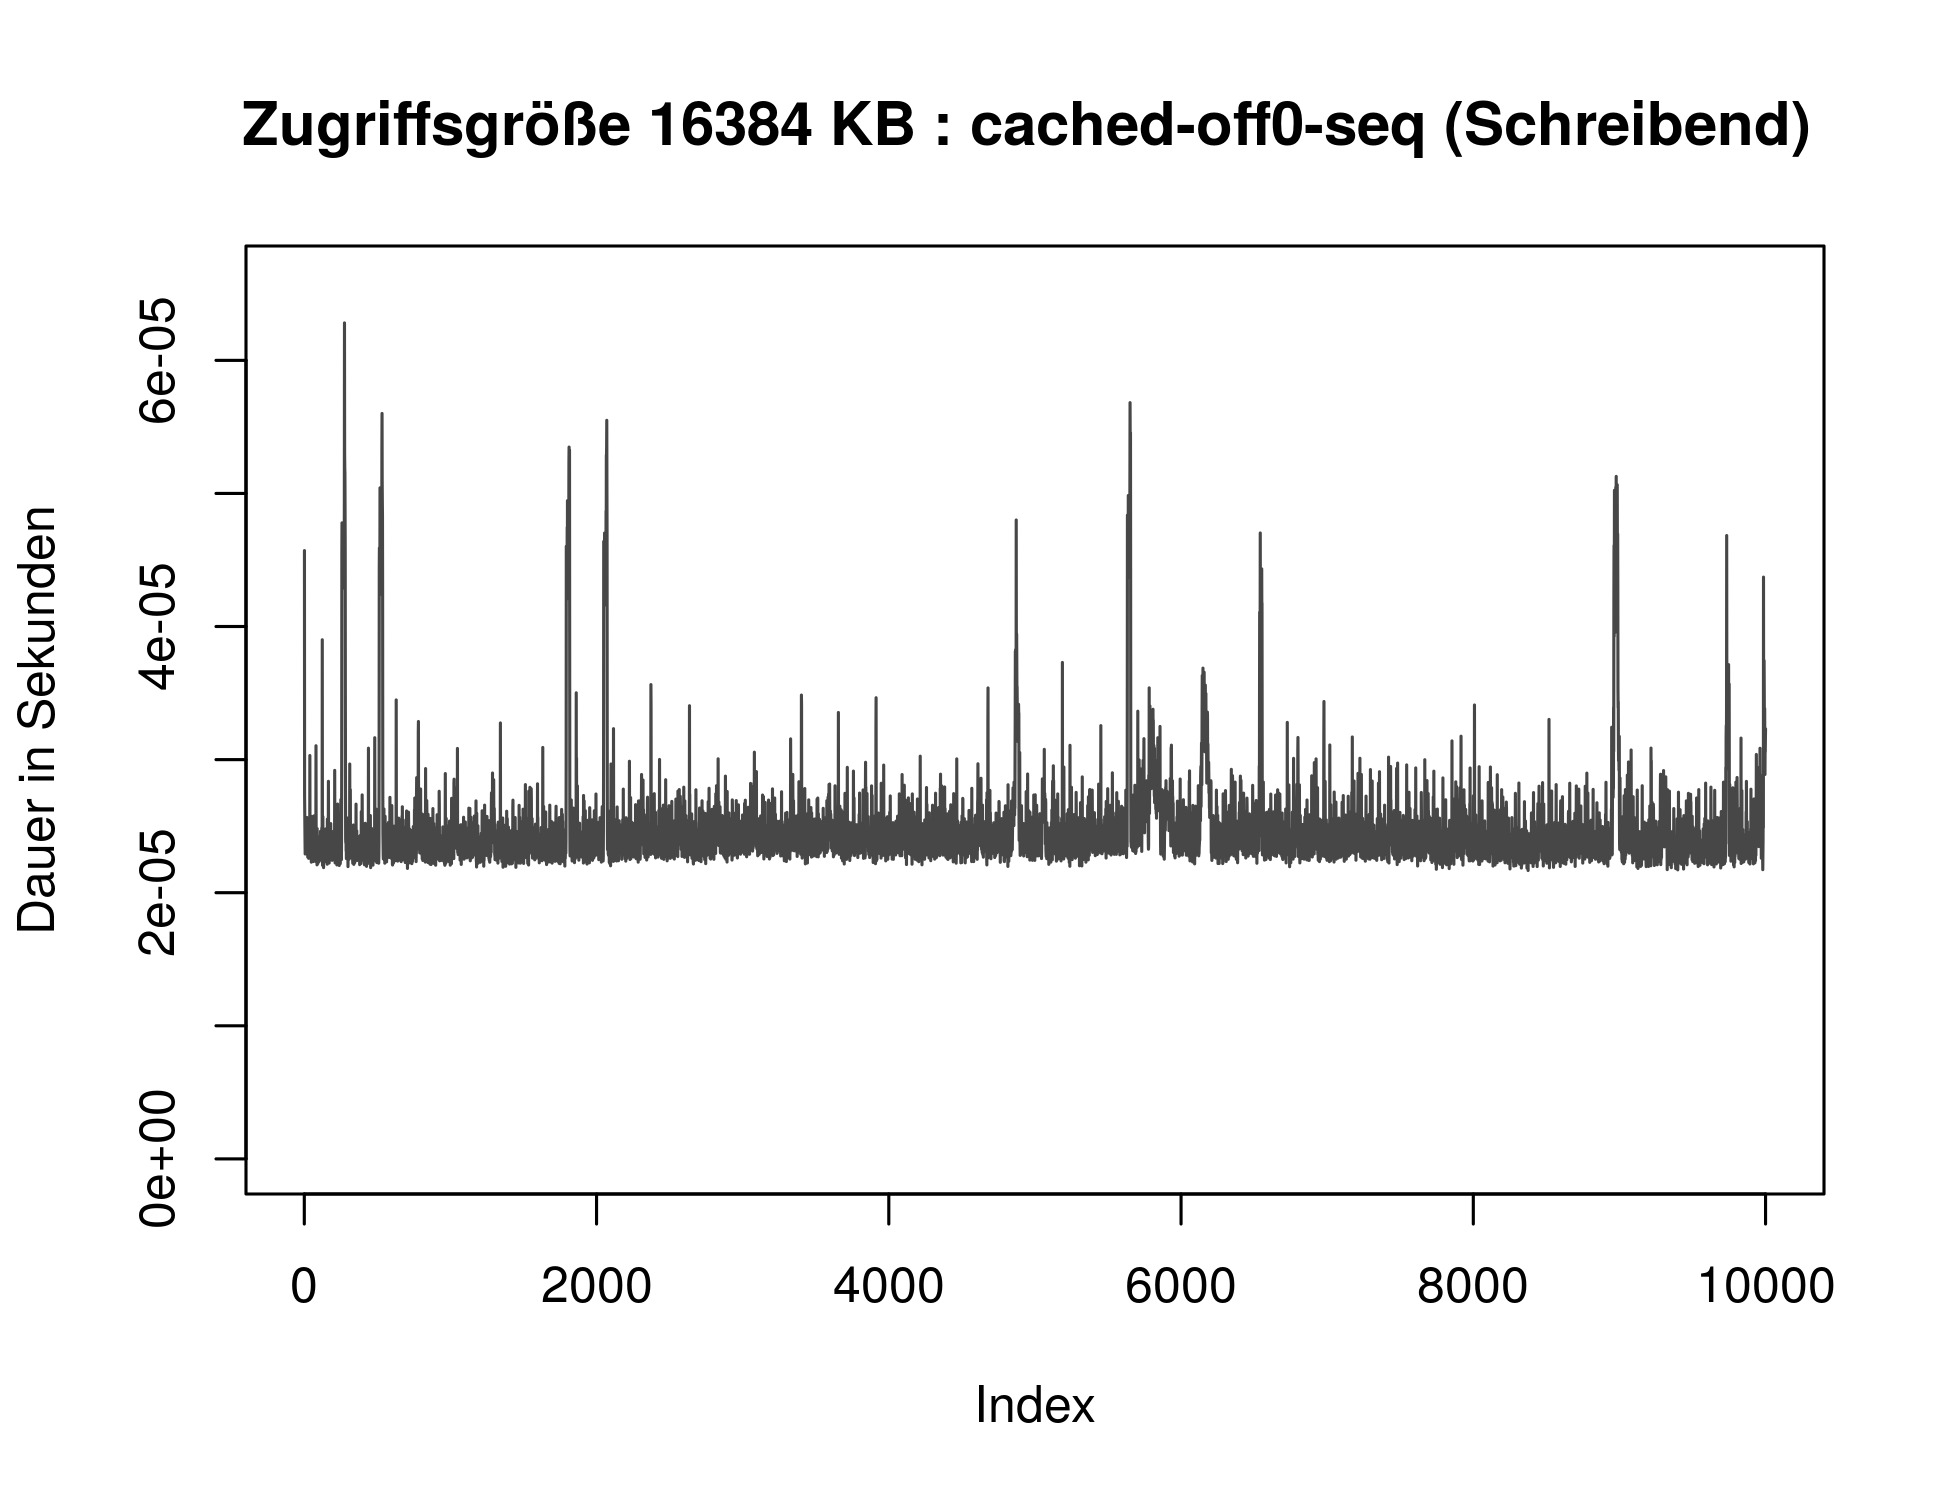 Zugriffsgröße 16384 KB : cached-off0-seq (Schreibend)
Dauer in Sekunden
6e-05
4e-05
2e-05
0e+00
0 2000 4000 6000 8000 10000
Index